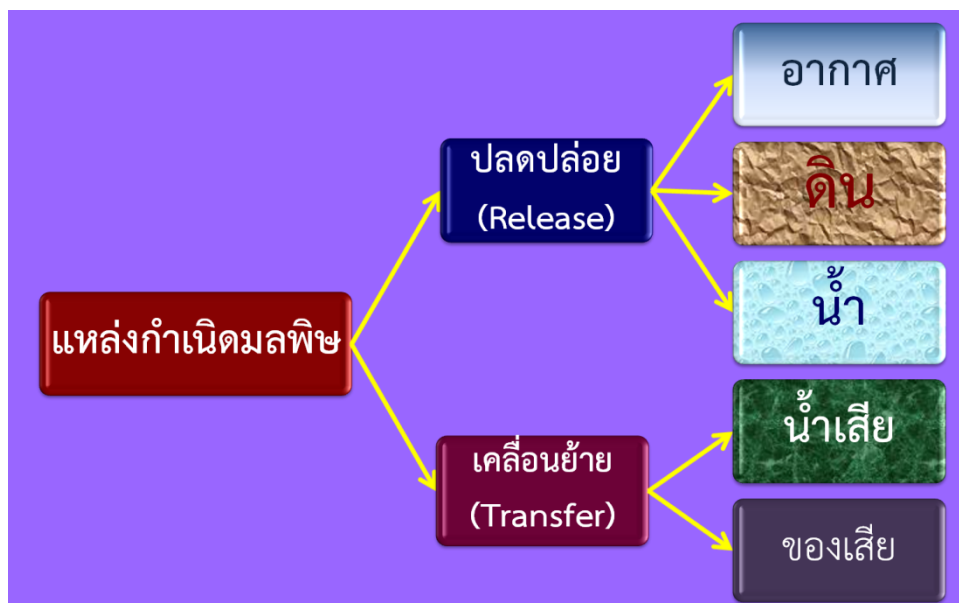 แหล่งกำเนิดมลพิษ
ปลดปล่อย
(Release)
อากาศ
ดิน
น้ำ
เคลื่อนย้าย
(Transfer)
น้ำเสีย
ของเสีย